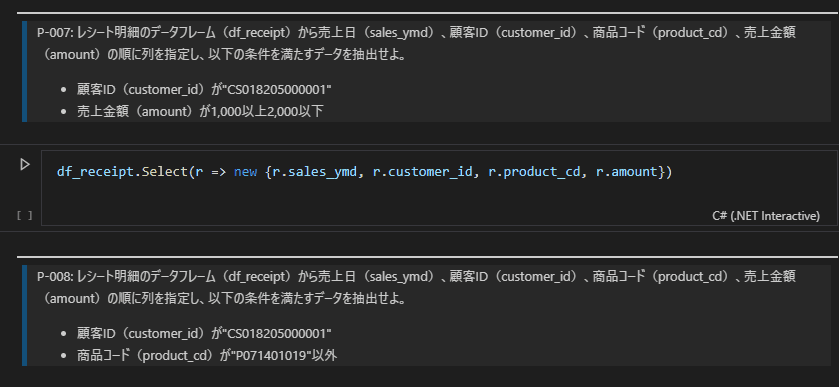 P-007: レシート明細のデータフレーム（df_receipt）から売上日（sales_ymd）、顧客ID（customer_id）、商品コード（product_cd）、売上金額
（amount）の順に列を指定し、以下の条件を満たすデータを抽出せよ。
• 顧客ID（customer_id）が"CS018205000001"
• 売上金額（amount）が1,000以上2,000以下
df_receipt.Select(r => new {r.sales_ymd, r.customer_id, r.product_cd, r.amount})
[ ]
C# (.NET Interactive)
P-008: レシート明細のデータフレーム（df_receipt）から売上日（sales_ymd）、顧客ID（customer_id）、商品コード（product_cd）、売上金額
（amount）の順に列を指定し、以下の条件を満たすデータを抽出せよ。
• 顧客ID（customer_id）が"CS018205000001"
• 商品コード（product_cd）が"P071401019"以外